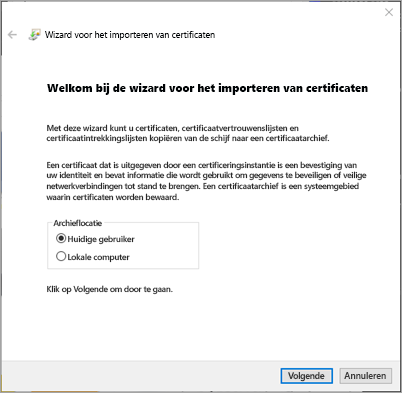 Wizard voor het importeren van certificaten
Welkom bij de wizard voor het importeren van certificaten
Met deze wizard kunt u certificaten, certificaatvertrouwenslijsten en
certificaatintrekkingslijsten kopiëren van de schijf naar een certificaatarchief.
Een certificaat dat is uitgegeven door een certificeringsinstantie is een bevestiging van
uw identiteit en bevat informatie die wordt gebruikt om gegevens te beveiligen of veilige
netwerkverbindingen tot stand te brengen. Een certificaatarchief is een systeemgebied
waarin certificaten worden bewaard.
Archieflocatie
Huidige gebruiker
Lokale computer
Klik op Volgende om door te gaan.
Volgende
Annuleren